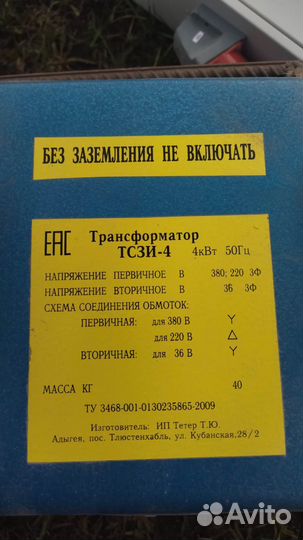 БЕЗ ЗАЗЕМЛЕНИЯ НЕ ВКЛЮЧАТЬ
EAC Трансформатор
ТСЗИ-4 4кВт 50Гц
НАПРЯЖЕНИЕ ПЕРВИЧНОЕ В 380; 220 3Ф
НАПРЯЖЕНИЕ ВТОРИЧНОЕ В 36 3Ф
СХЕМА СОЕДИНЕНИЯ ОБМОТОК:
ПЕРВИЧНАЯ: для 380 В Y
для 220 В △
ВТОРИЧНАЯ: для 36 В Y
МАССА КГ 40
ТУ 3468-001-0130235865-2009
Изготовитель: ИП Тетер Т.Ю.
Адыгея, пос. Тлюстенхабль, ул. Кубанская,28/2
Avito